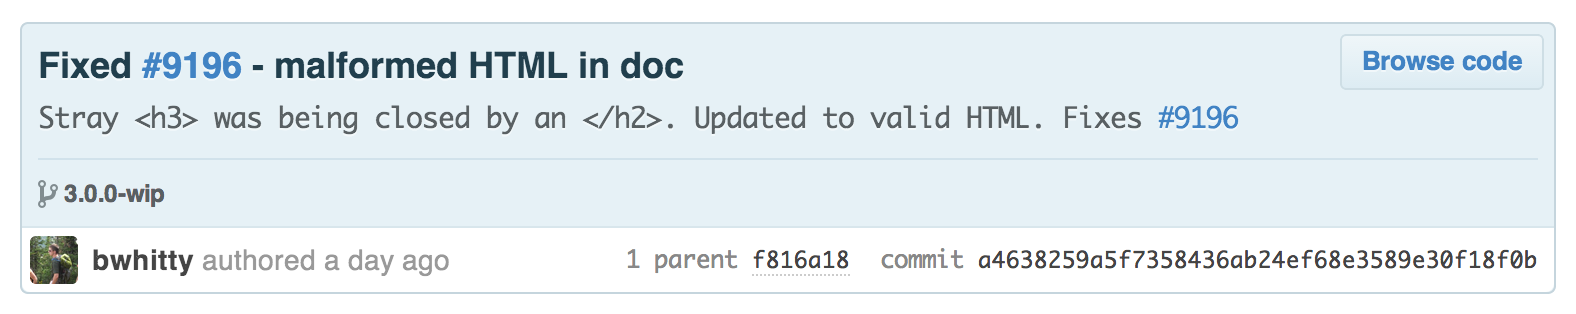 Fixed #9196 - malformed HTML in doc
Browse code
Stray <h3> was being closed by an </h2>. Updated to valid HTML. Fixes #9196
3.0.0-wip
bwhitty authored a day ago
1 parent f816a18 commit a4638259a5f7358436ab24ef68e3589e30f18f0b